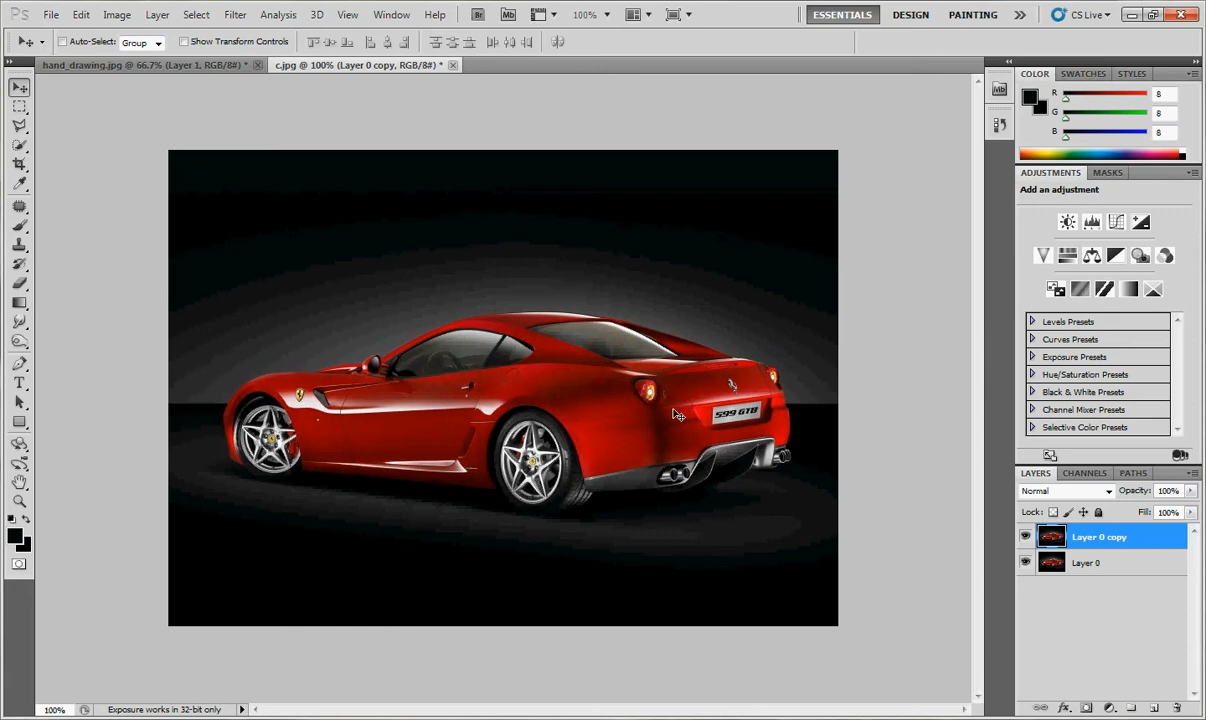 Ps File Edit Image Layer Select Filter Analysis 3D View Window Help Br Mb 100% ESSENTIALS DESIGN PAINTING CS Live
Auto-Select: Group Show Transform Controls
hand_drawing.jpg @ 66.7% (Layer 1, RGB/8#) * c.jpg @ 100% (Layer 0 copy, RGB/8#) *
Mb
COLOR SWATCHES STYLES
R 8
G 8
B 8
ADJUSTMENTS MASKS
Add an adjustment
Levels Presets
Curves Presets
Exposure Presets
Hue/Saturation Presets
Black & White Presets
Channel Mixer Presets
Selective Color Presets
599 GTB
LAYERS CHANNELS PATHS
Normal Opacity: 100%
Lock: Fill: 100%
Layer 0 copy
Layer 0
T
fx
100% Exposure works in 32-bit only